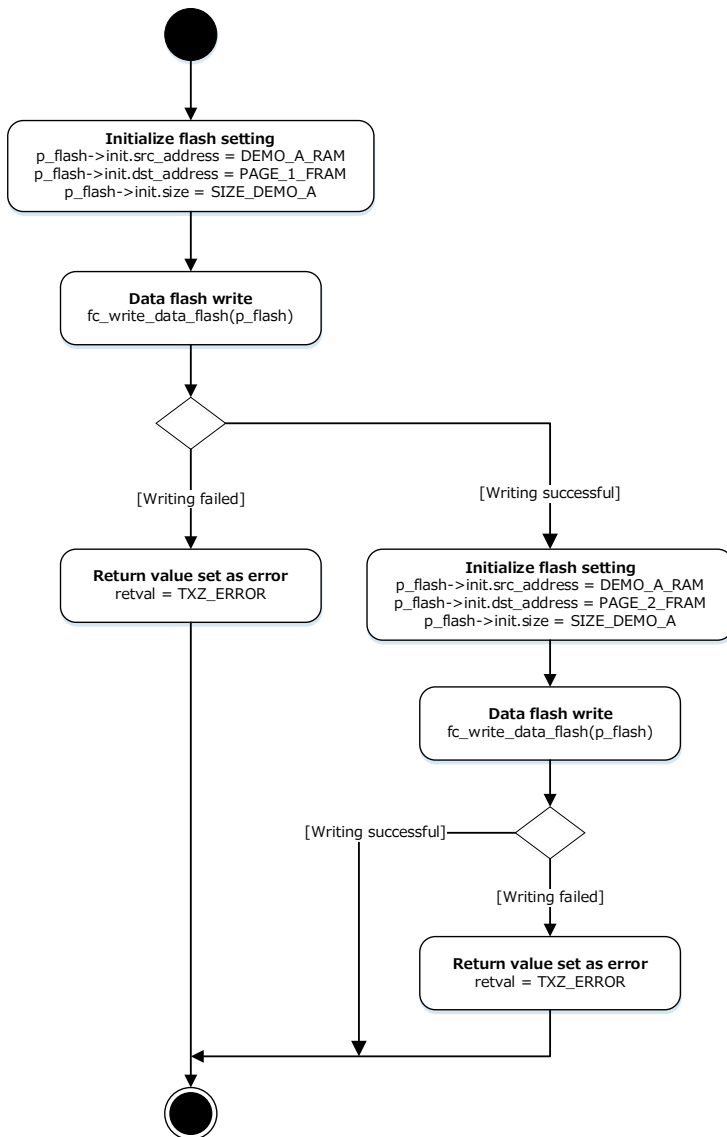 Initialize flash setting
p_flash->init.src_address = DEMO_A_RAM
p_flash->init.dst_address = PAGE_1_FRAM
p_flash->init.size = SIZE_DEMO_A
Data flash write
fc_write_data_flash(p_flash)
[Writing failed]
[Writing successful]
Return value set as error
retval = TXZ_ERROR
Initialize flash setting
p_flash->init.src_address = DEMO_A_RAM
p_flash->init.dst_address = PAGE_2_FRAM
p_flash->init.size = SIZE_DEMO_A
Data flash write
fc_write_data_flash(p_flash)
[Writing successful]
[Writing failed]
Return value set as error
retval = TXZ_ERROR